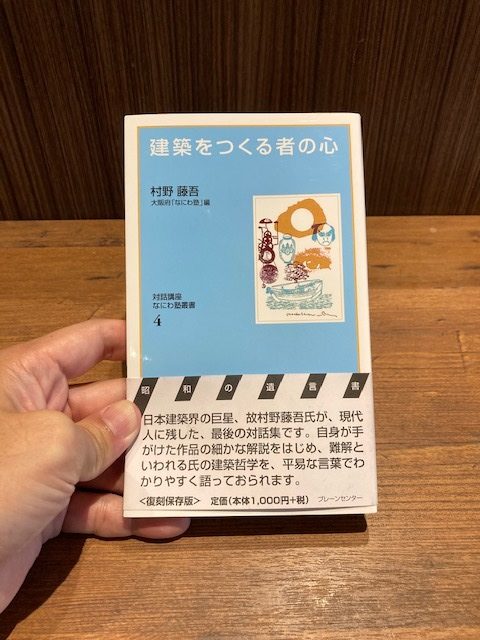 建築をつくる者の心
村野 藤吾
大阪府「なにわ塾」編
対話講座
なにわ塾叢書
4
昭和の遺言書
日本建築界の巨星、故村野藤吾氏が、現代
人に残した、最後の対話集です。自身が手
がけた作品の細かな解説をはじめ、難解と
いわれる氏の建築哲学を、平易な言葉でわ
かりやすく語っておられます。
<復刻保存版> 定価(本体1,000円+税) ブレーンセンター